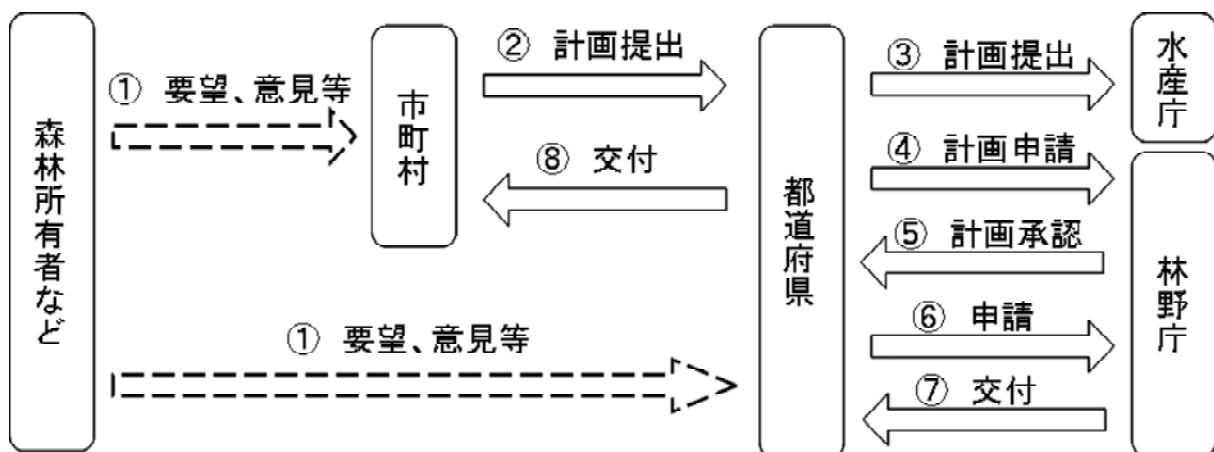 森林所有者など
① 要望、意見等
市町村
② 計画提出
⑧ 交付
① 要望、意見等
都道府県
③ 計画提出
④ 計画申請
⑤ 計画承認
⑥ 申請
⑦ 交付
水産庁
林野庁